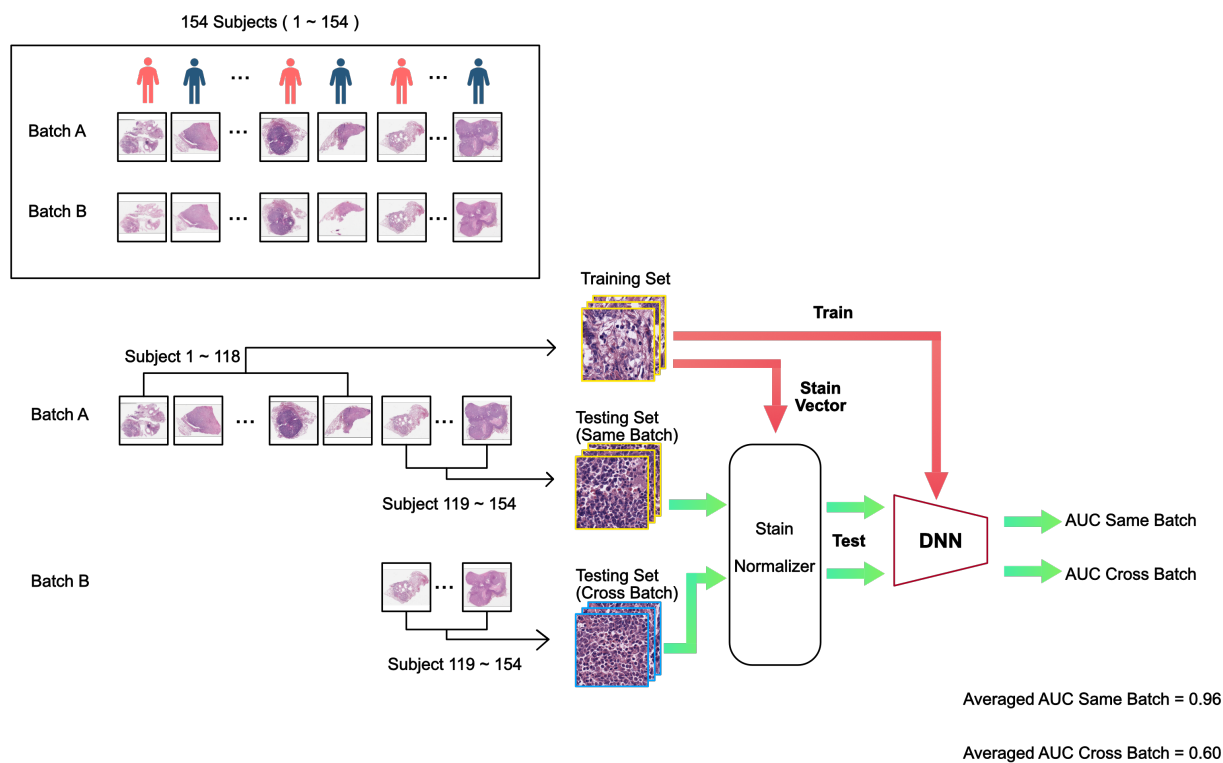 154 Subjects ( 1 ~ 154 )
...
...
Batch A
...
...
Batch B
...
...
Training Set
Train
Subject 1 ~ 118
Stain
Vector
Batch A
...
...
Testing Set
(Same Batch)
Subject 119 ~ 154
Stain
Normalizer
Test
DNN
AUC Same Batch
AUC Cross Batch
Batch B
...
Testing Set
(Cross Batch)
Subject 119 ~ 154
Averaged AUC Same Batch = 0.96
Averaged AUC Cross Batch = 0.60